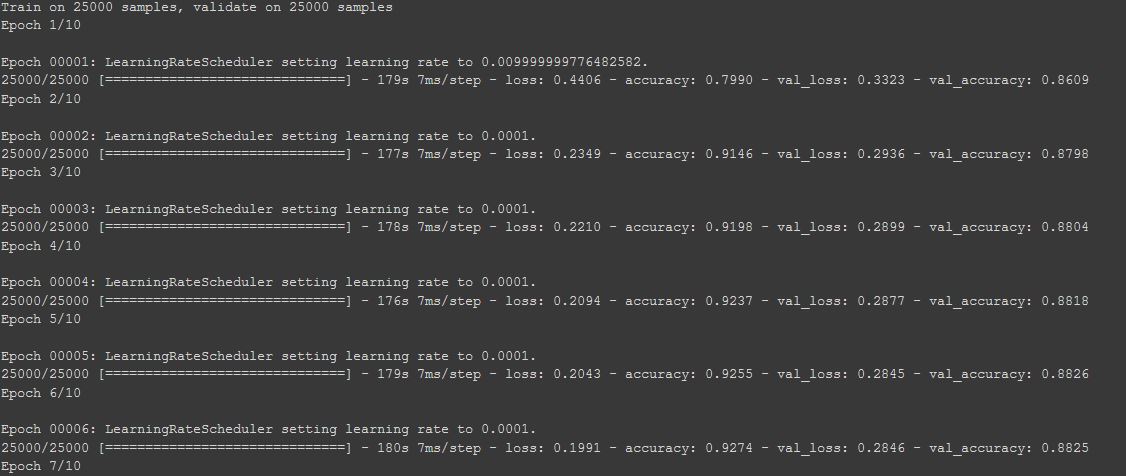 Train on 25000 samples, validate on 25000 samples
Epoch 1/10
Epoch 00001: LearningRateScheduler setting learning rate to 0.009999999776482582.
25000/25000 [==============================] - 179s 7ms/step - loss: 0.4406 - accuracy: 0.7990 - val_loss: 0.3323 - val_accuracy: 0.8609
Epoch 2/10
Epoch 00002: LearningRateScheduler setting learning rate to 0.0001.
25000/25000 [==============================] - 177s 7ms/step - loss: 0.2349 - accuracy: 0.9146 - val_loss: 0.2936 - val_accuracy: 0.8798
Epoch 3/10
Epoch 00003: LearningRateScheduler setting learning rate to 0.0001.
25000/25000 [==============================] - 178s 7ms/step - loss: 0.2210 - accuracy: 0.9198 - val_loss: 0.2899 - val_accuracy: 0.8804
Epoch 4/10
Epoch 00004: LearningRateScheduler setting learning rate to 0.0001.
25000/25000 [==============================] - 176s 7ms/step - loss: 0.2094 - accuracy: 0.9237 - val_loss: 0.2877 - val_accuracy: 0.8818
Epoch 5/10
Epoch 00005: LearningRateScheduler setting learning rate to 0.0001.
25000/25000 [==============================] - 179s 7ms/step - loss: 0.2043 - accuracy: 0.9255 - val_loss: 0.2845 - val_accuracy: 0.8826
Epoch 6/10
Epoch 00006: LearningRateScheduler setting learning rate to 0.0001.
25000/25000 [==============================] - 180s 7ms/step - loss: 0.1991 - accuracy: 0.9274 - val_loss: 0.2846 - val_accuracy: 0.8825
Epoch 7/10